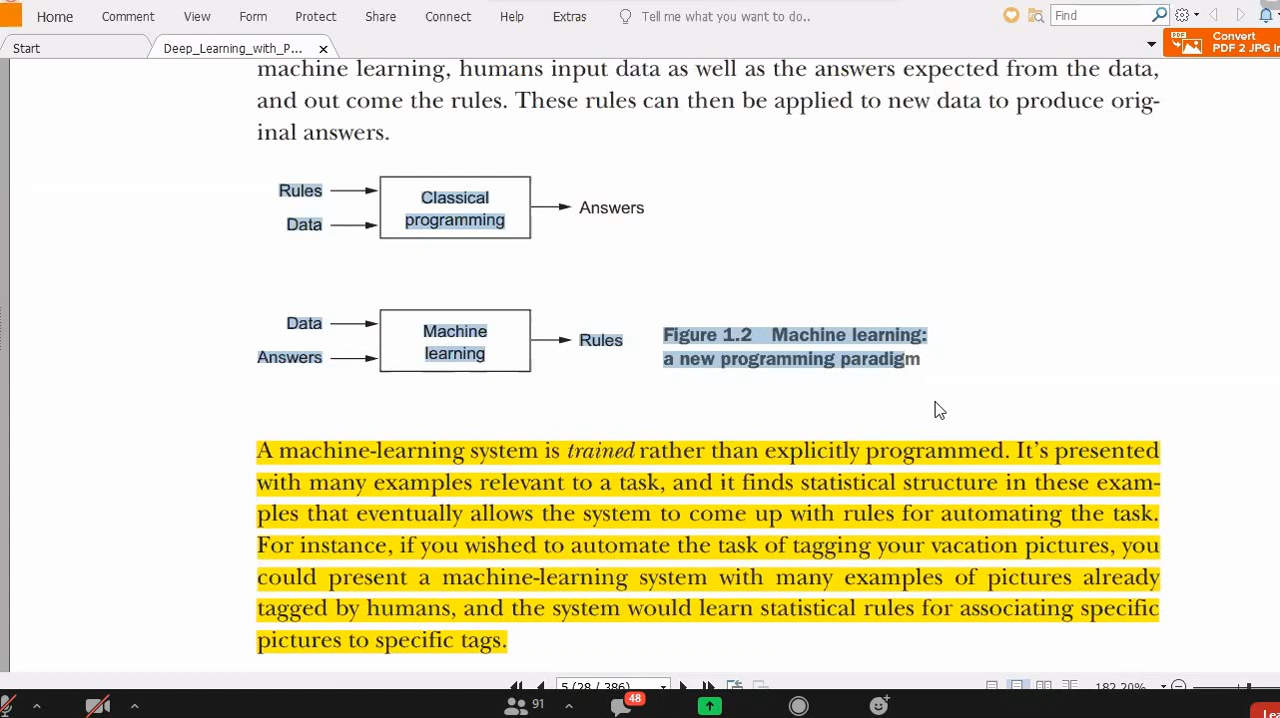 Home Comment View Form Protect Share Connect Help Extras Tell me what you want to do.. Find
Start Deep_Learning_with_P... × Convert
PDF 2 JPG
machine learning, humans input data as well as the answers expected from the data,
and out come the rules. These rules can then be applied to new data to produce orig-
inal answers.
Rules
Data
Classical
programming
Answers
Data
Answers
Machine
learning
Rules
Figure 1.2 Machine learning:
a new programming paradigm
A machine-learning system is trained rather than explicitly programmed. It's presented
with many examples relevant to a task, and it finds statistical structure in these exam-
ples that eventually allows the system to come up with rules for automating the task.
For instance, if you wished to automate the task of tagging your vacation pictures, you
could present a machine-learning system with many examples of pictures already
tagged by humans, and the system would learn statistical rules for associating specific
pictures to specific tags.
5 (28 / 386) 182.20%
91 48